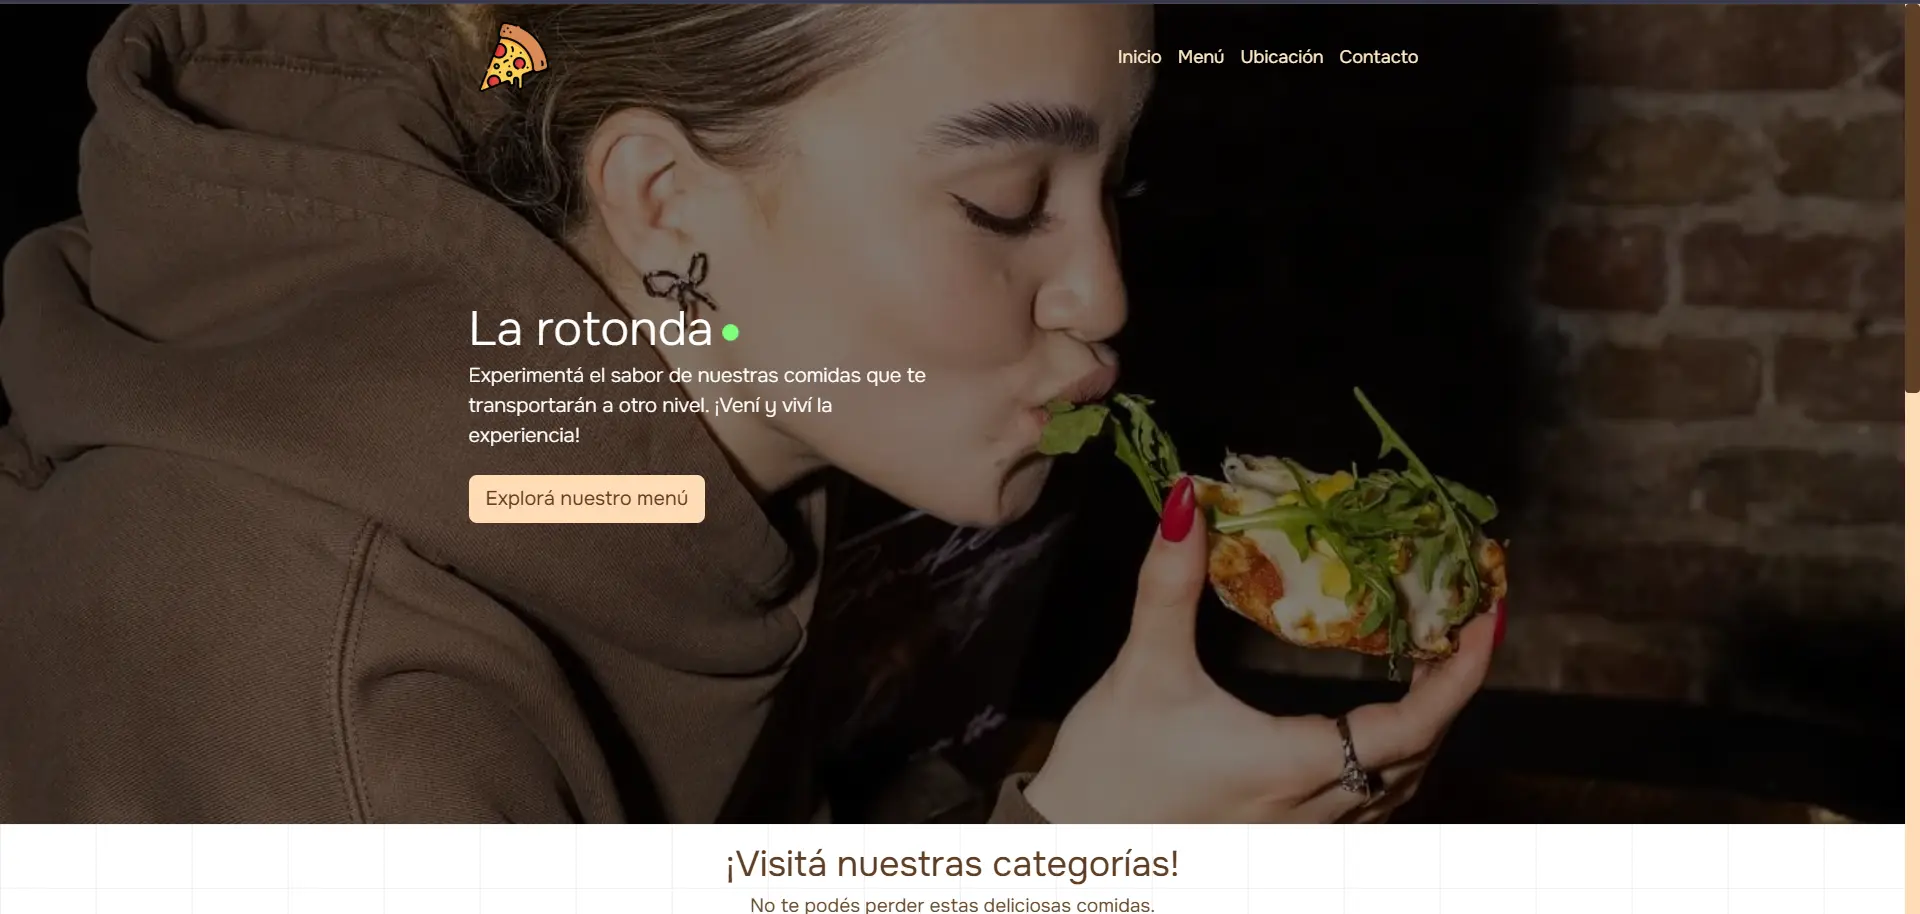 Inicio Menú Ubicación Contacto
La rotonda
Experimentá el sabor de nuestras comidas que te
transportarán a otro nivel. ¡Vení y viví la
experiencia!
Explorá nuestro menú
¡Visitá nuestras categorías!
No te podés perder estas deliciosas comidas.